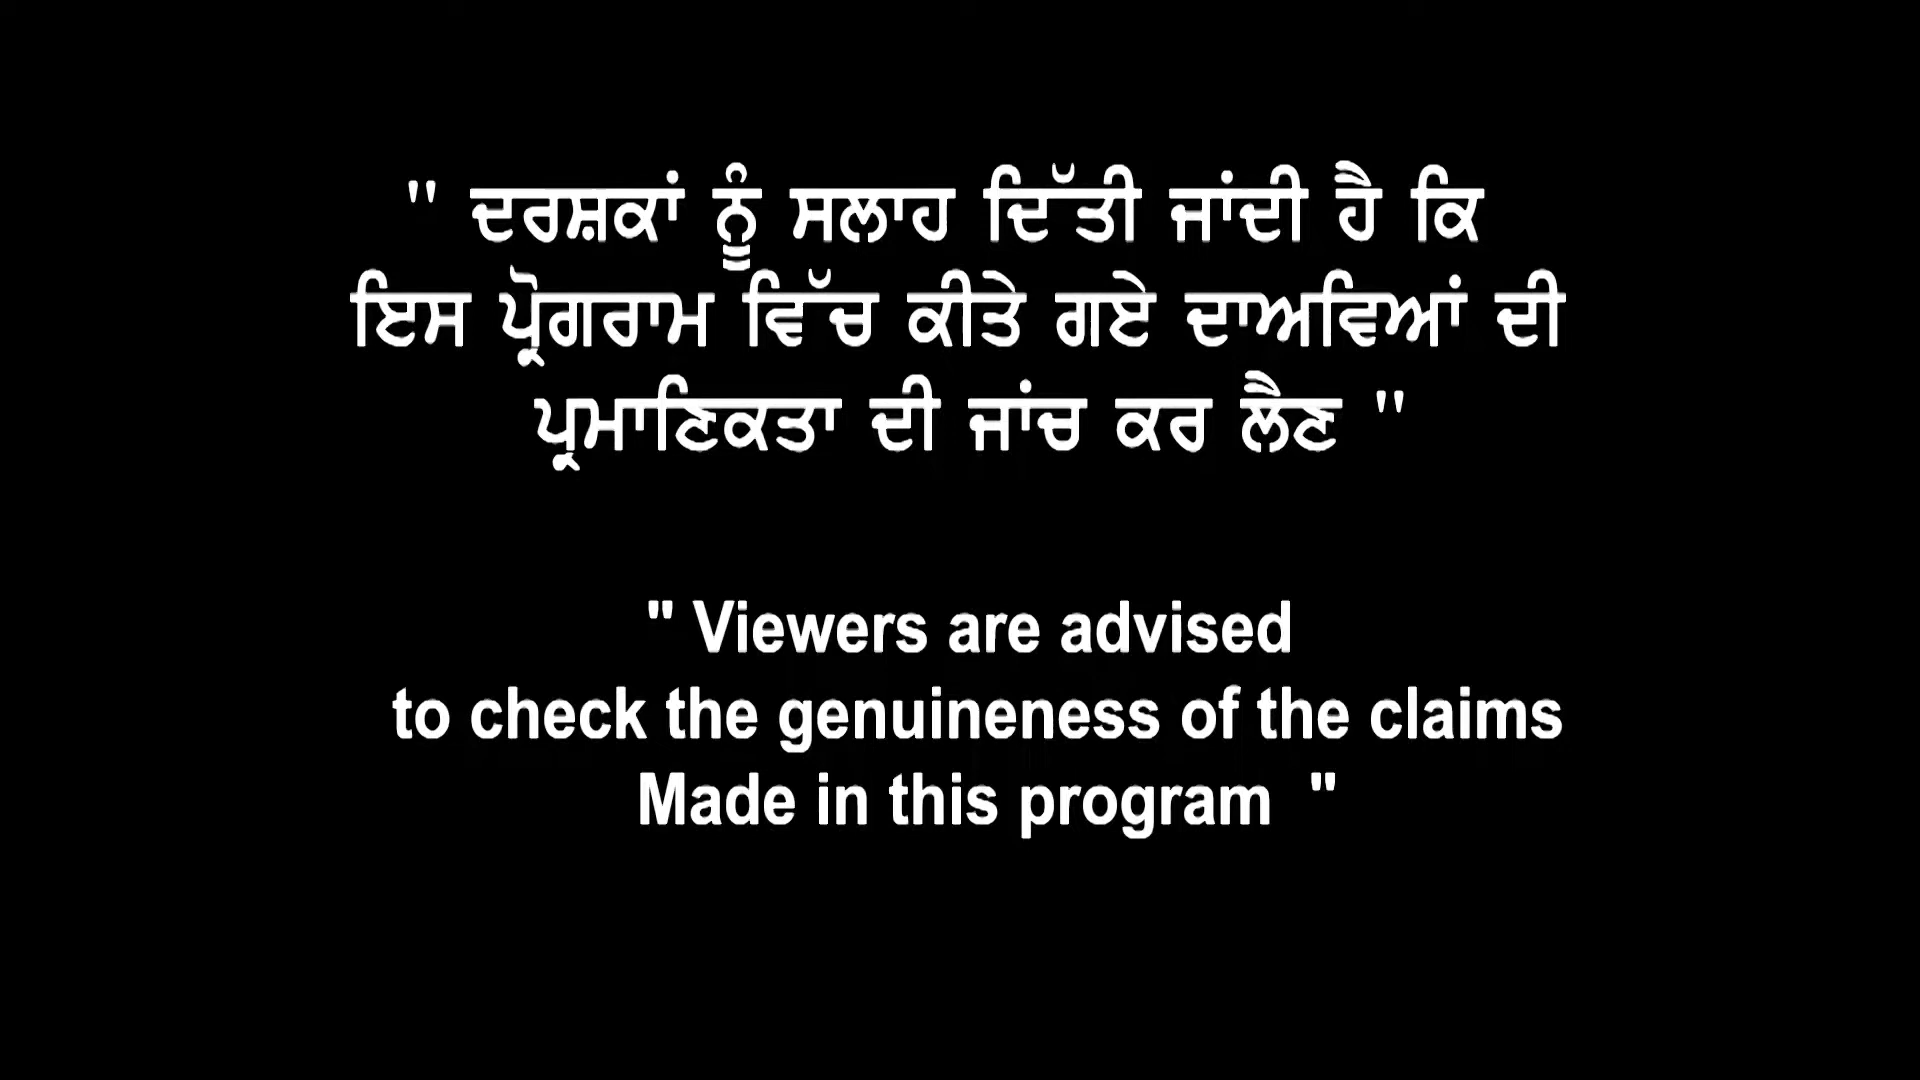 " ਦਰਸ਼ਕਾਂ ਨੂੰ ਸਲਾਹ ਦਿੱਤੀ ਜਾਂਦੀ ਹੈ ਕਿ
ਇਸ ਪ੍ਰੋਗਰਾਮ ਵਿੱਚ ਕੀਤੇ ਗਏ ਦਾਅਵਿਆਂ ਦੀ
ਪ੍ਰਮਾਣਿਕਤਾ ਦੀ ਜਾਂਚ ਕਰ ਲੈਣ "
" Viewers are advised
to check the genuineness of the claims
Made in this program "